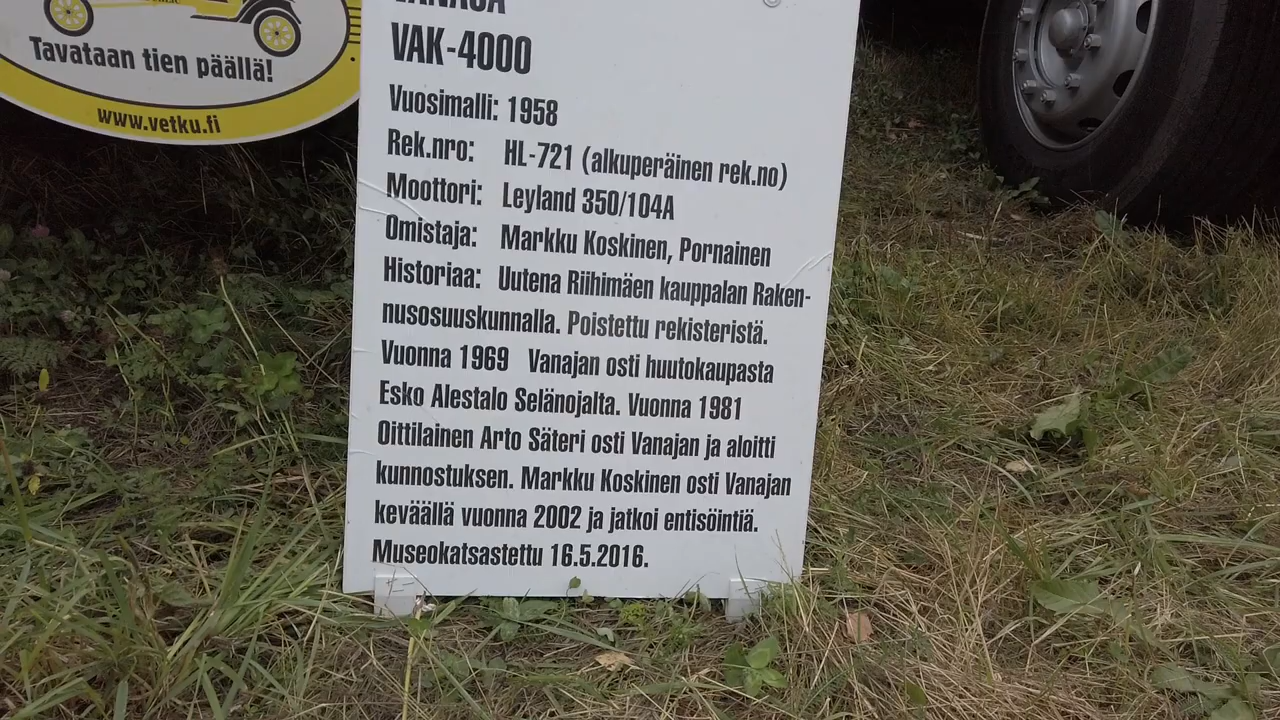 Tavataan tien päällä!
www.vetku.fi
VANAJA
VAK-4000
Vuosimalli: 1958
Rek.nro: HL-721 (alkuperäinen rek.no)
Moottori: Leyland 350/104A
Omistaja: Markku Koskinen, Pornainen
Historiaa: Uutena Riihimäen kauppalan Raken-
nusosuuskunnalla. Poistettu rekisteristä.
Vuonna 1969 Vanajan osti huutokaupasta
Esko Alestalo Selänojalta. Vuonna 1981
Oittilainen Arto Säteri osti Vanajan ja aloitti
kunnostuksen. Markku Koskinen osti Vanajan
keväällä vuonna 2002 ja jatkoi entisöintiä.
Museokatsastettu 16.5.2016.